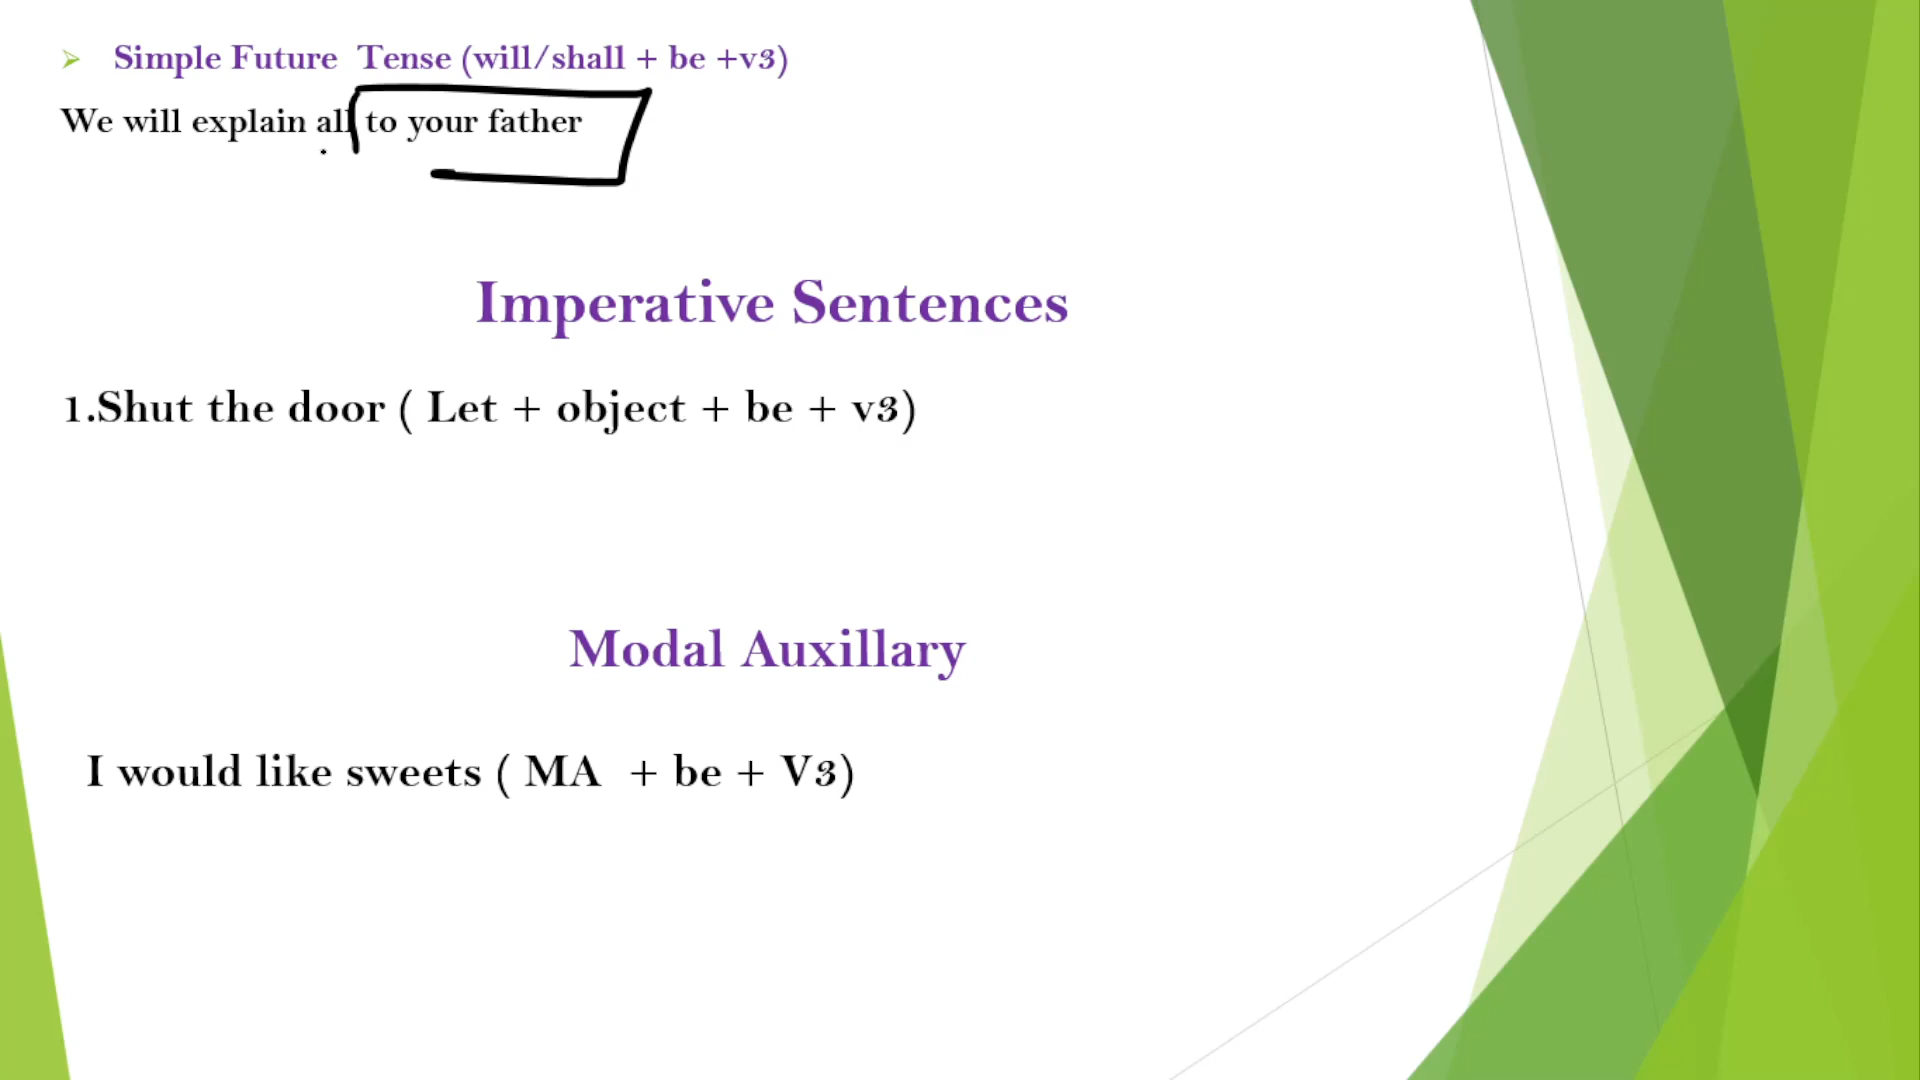 Simple Future Tense (will/shall + be +v3)
We will explain all to your father
Imperative Sentences
1.Shut the door ( Let + object + be + v3)
Modal Auxillary
I would like sweets ( MA + be + V3)